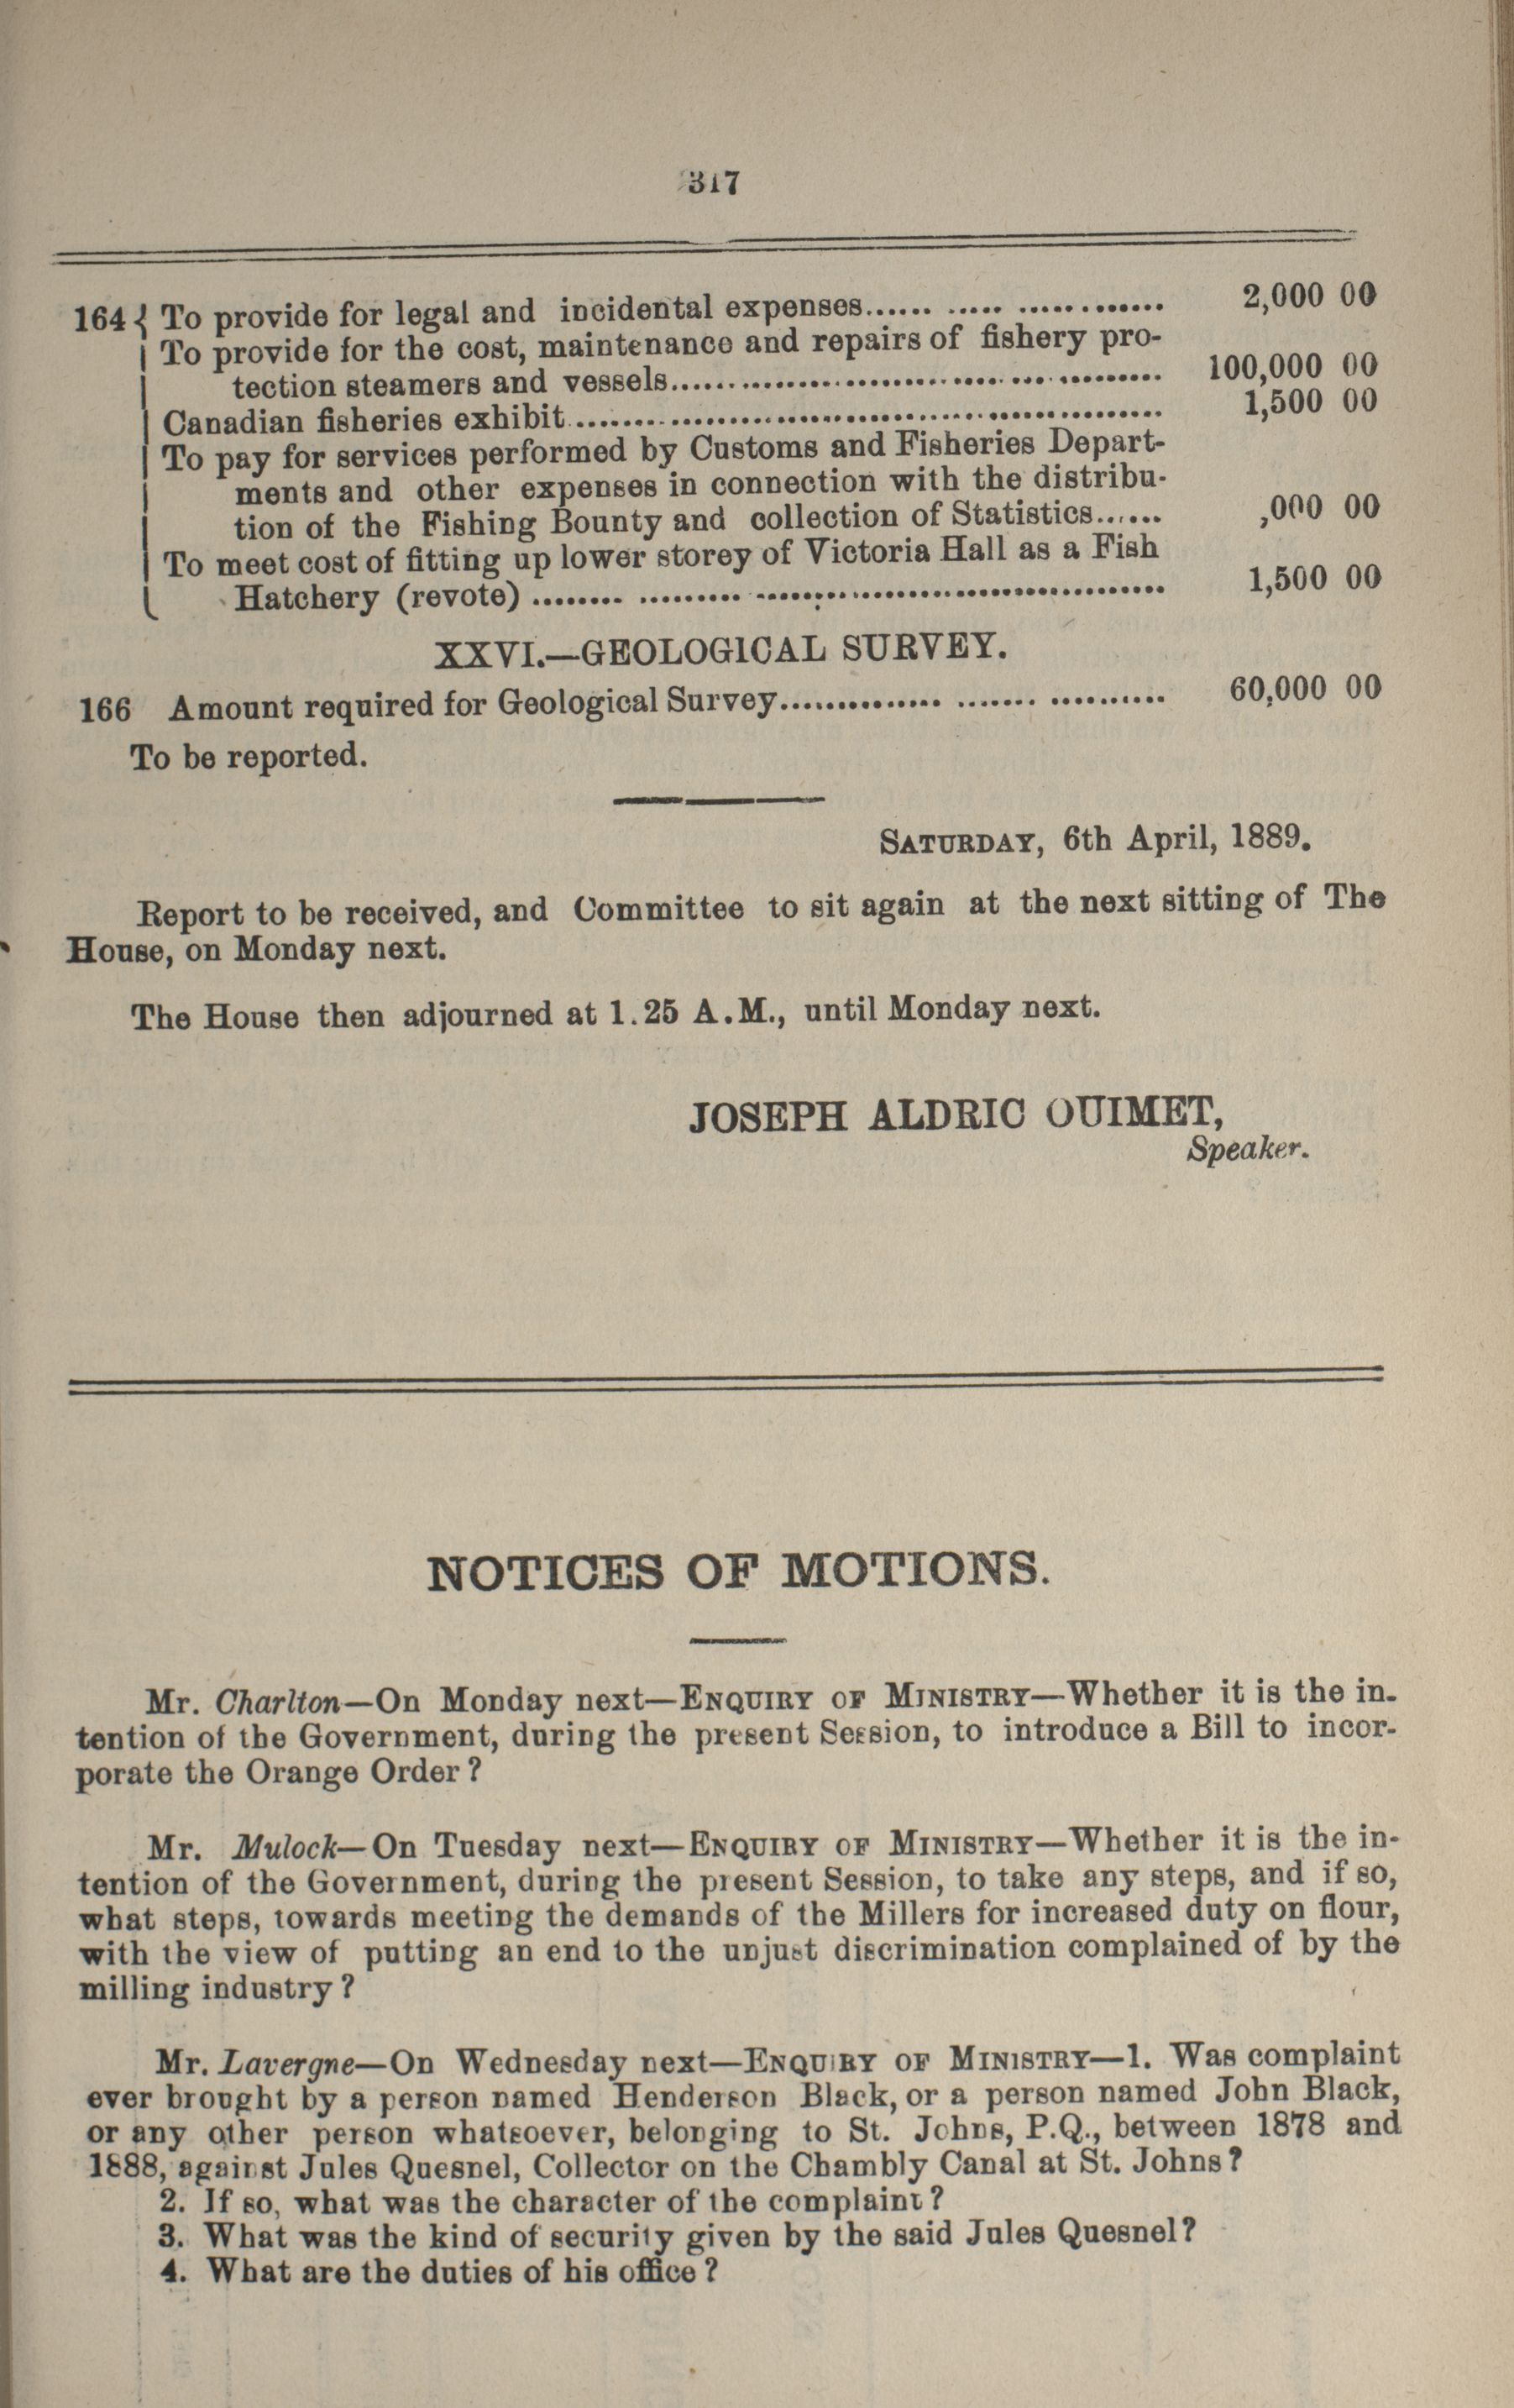 317
164 { To provide for legal and incidental expenses...... ..... ..... ....... 2,000 00
To provide for the cost, maintenance and repairs of fishery pro-
tection steamers and vessels.................................................. 100,000 00
Canadian fisheries exhibit............................................................ 1,500 00
To pay for services performed by Customs and Fisheries Depart-
ments and other expenses in connection with the distribu-
tion of the Fishing Bounty and collection of Statistics...... ,000 00
To meet cost of fitting up lower storey of Victoria Hall as a Fish
Hatchery (revote) ........ ......... ........................................ 1,500 00
XXVI.—GEOLOGICAL SURVEY.
166 Amount required for Geological Survey.............. ....... .......... 60,000 00
To be reported.
SATURDAY, 6th April, 1889.
Report to be received, and Committee to sit again at the next sitting of The
House, on Monday next.
The House then adjourned at 1.25 A.M., until Monday next.
JOSEPH ALDRIC OUIMET,
Speaker.
NOTICES OF MOTIONS.
Mr. Charlton—On Monday next—ENQUIRY OF MINISTRY—Whether it is the in-
tention of the Government, during the present Session, to introduce a Bill to incor-
porate the Orange Order ?
Mr. Mulock—On Tuesday next—ENQUIRY OF MINISTRY—Whether it is the in-
tention of the Government, during the present Session, to take any steps, and if so,
what steps, towards meeting the demands of the Millers for increased duty on flour,
with the view of putting an end to the unjust discrimination complained of by the
milling industry ?
Mr. Lavergne—On Wednesday next—ENQUIRY OF MINISTRY—1. Was complaint
ever brought by a person named Henderson Black, or a person named John Black,
or any other person whatsoever, belonging to St. Johns, P.Q., between 1878 and
1888, against Jules Quesnel, Collector on the Chambly Canal at St. Johns ?
2. If so, what was the character of the complaint ?
3. What was the kind of security given by the said Jules Quesnel ?
4. What are the duties of his office ?